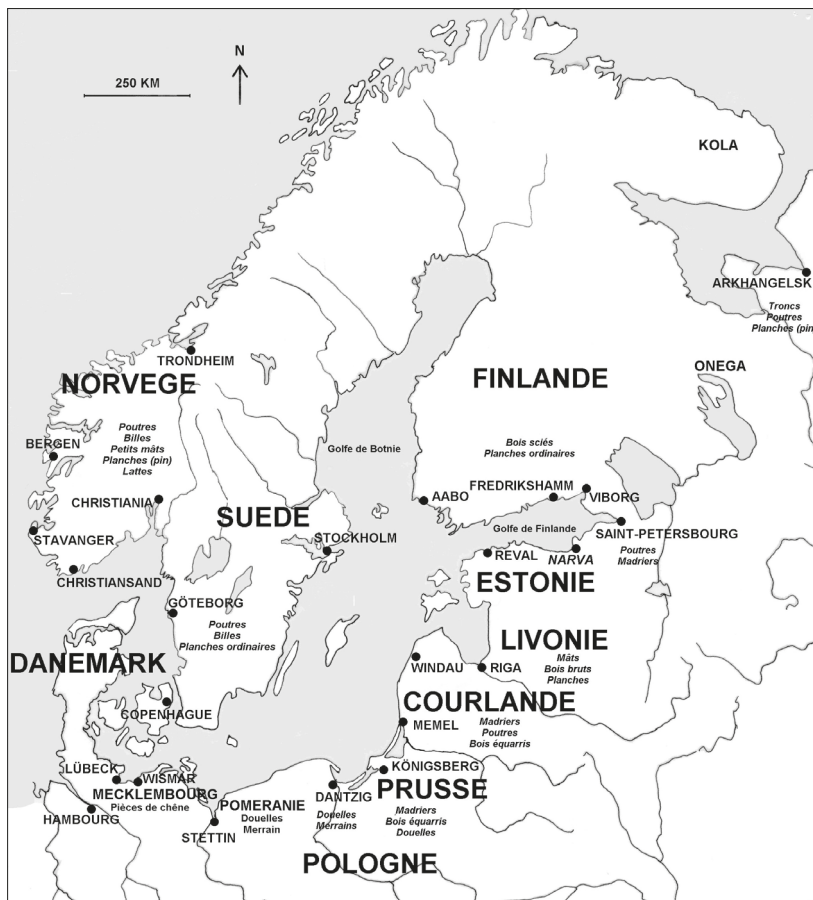 N
250 KM
KOLA
ARKHANGELSK
Troncs
Poutres
Planches (pin)
TRONDHEIM
NORVEGE
FINLANDE
ONEGA
Poutres
Billes
Petits mâts
Planches (pin)
Lattes
BERGEN
Golfe de Botnie
Bois sciés
Planches ordinaires
FREDRIKSHAMM
VIBORG
AABO
CHRISTIANIA
SUEDE
STOCKHOLM
Golfe de Finlande
SAINT-PETERSBOURG
Poutres
Madriers
STAVANGER
REVAL
NARVA
CHRISTIANSAND
ESTONIE
GÖTEBORG
Poutres
Billes
Planches ordinaires
LIVONIE
Mâts
Bois bruts
Planches
DANEMARK
WINDAU
RIGA
COURLANDE
COPENHAGUE
MEMEL
Madriers
Poutres
Bois équarris
LÜBECK
WISMAR
MECKLEMBOURG
Pièces de chêne
KÖNIGSBERG
PRUSSE
Madriers
Bois équarris
Douelles
HAMBOURG
POMERANIE
Douelles
Merrain
STETTIN
DANTZIG
Douelles
Merrains
POLOGNE